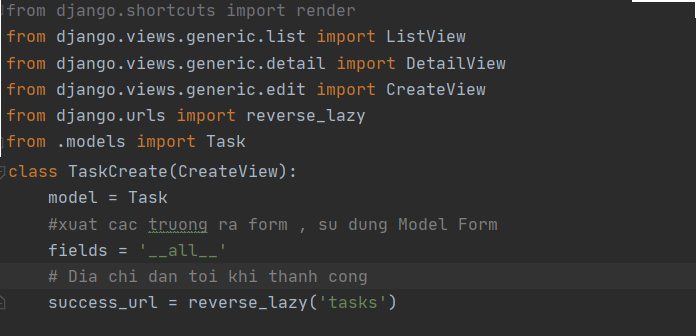 from django.shortcuts import render
from django.views.generic.list import ListView
from django.views.generic.detail import DetailView
from django.views.generic.edit import CreateView
from django.urls import reverse_lazy
from .models import Task
class TaskCreate(CreateView):
    model = Task
    #xuat cac truong ra form , su dung Model Form
    fields = '__all__'
    # Dia chi dan toi khi thanh cong
    success_url = reverse_lazy('tasks')